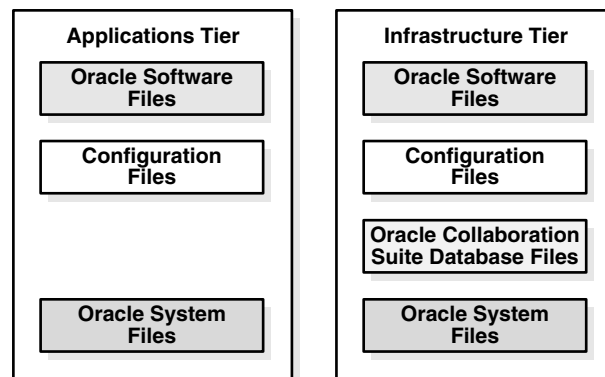 Applications Tier
Oracle Software
Files
Configuration
Files
Oracle System
Files
Infrastructure Tier
Oracle Software
Files
Configuration
Files
Oracle Collaboration
Suite Database Files
Oracle System
Files